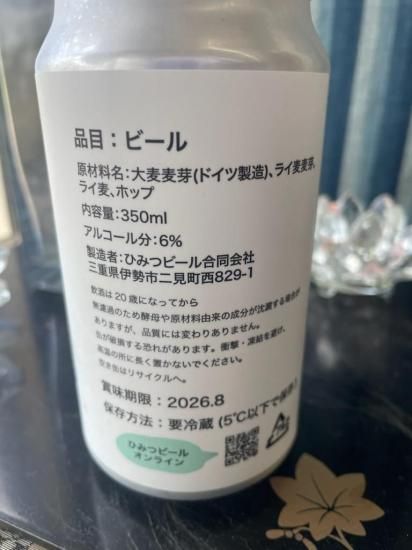 品目：ビール
原材料名：大麦麦芽(ドイツ製造)、ライ麦麦芽、
ライ麦、ホップ
内容量：350ml
アルコール分：6%
製造者：ひみつビール合同会社
三重県伊勢市二見町西829-1
飲酒は20歳になってから
無濾過のため酵母や原材料由来の成分が沈澱する場合が
ありますが、品質には変わりありません。
缶が破損する恐れがあります。衝撃・凍結を避け、
高温の所に長く置かないでください。
空き缶はリサイクルへ。
賞味期限：2026.8
保存方法：要冷蔵 (5℃以下で保存)
ひみつビール
オンライン